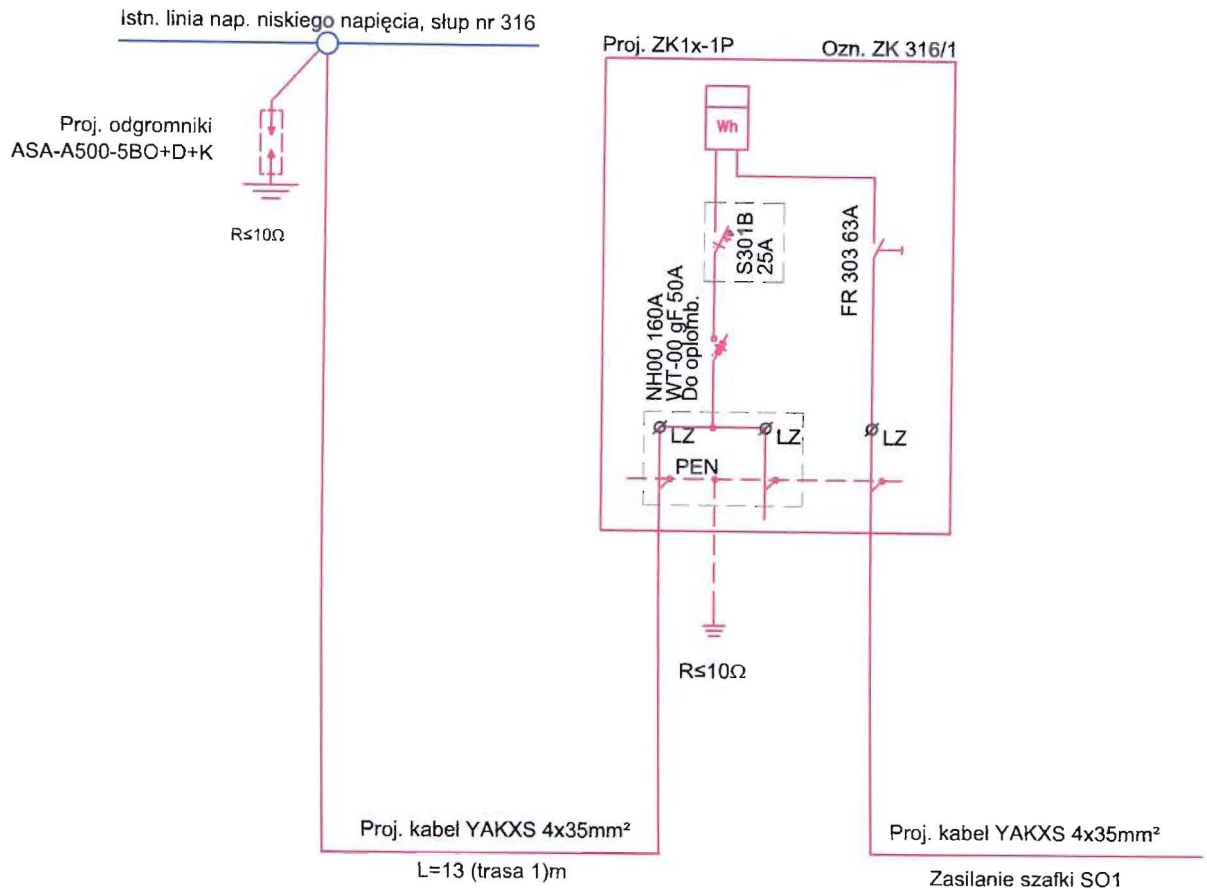 Istn. linia nap. niskiego napięcia, słup nr 316
Proj. odgromniki
ASA-A500-5BO+D+K
R≤10Ω
Proj. ZK1x-1P
Ozn. ZK 316/1
Wh
S301B
25A
FR 303 63A
NH00 160A
WT-00 gF 50A
Do oplomb.
LZ
LZ
LZ
PEN
R≤10Ω
Proj. kabel YAKXS 4x35mm²
L=13 (trasa 1)m
Proj. kabel YAKXS 4x35mm²
Zasilanie szafki SO1